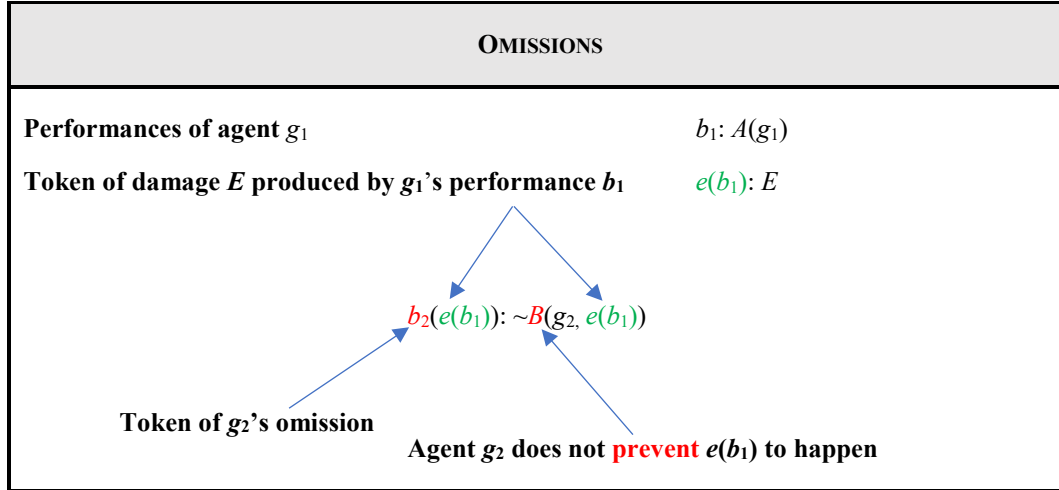 OMISSIONS
Performances of agent g₁ b₁: A(g₁)
Token of damage E produced by g₁’s performance b₁ e(b₁): E
b₂(e(b₁)): ~B(g₂, e(b₁))
Token of g₂’s omission
Agent g₂ does not prevent e(b₁) to happen